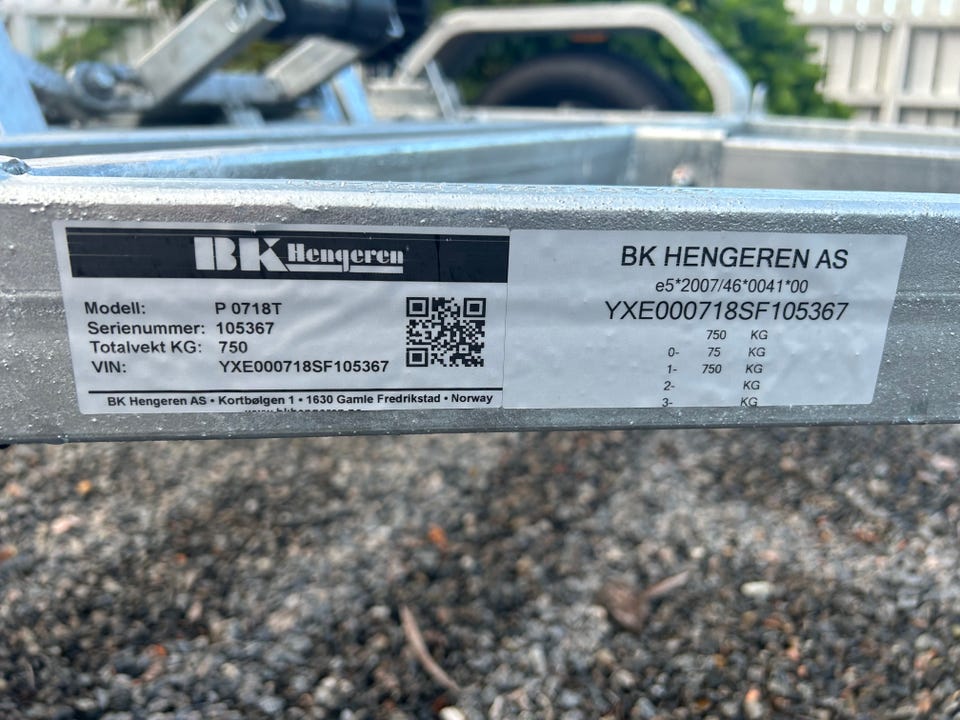 BK Hengeren
Modell: P 0718T
Serienummer: 105367
Totalvekt KG: 750
VIN: YXE000718SF105367
BK Hengeren AS • Kortbølgen 1 • 1630 Gamle Fredrikstad • Norway
BK HENGEREN AS
e5*2007/46*0041*00
YXE000718SF105367
750 KG
0- 75 KG
1- 750 KG
2- KG
3- KG